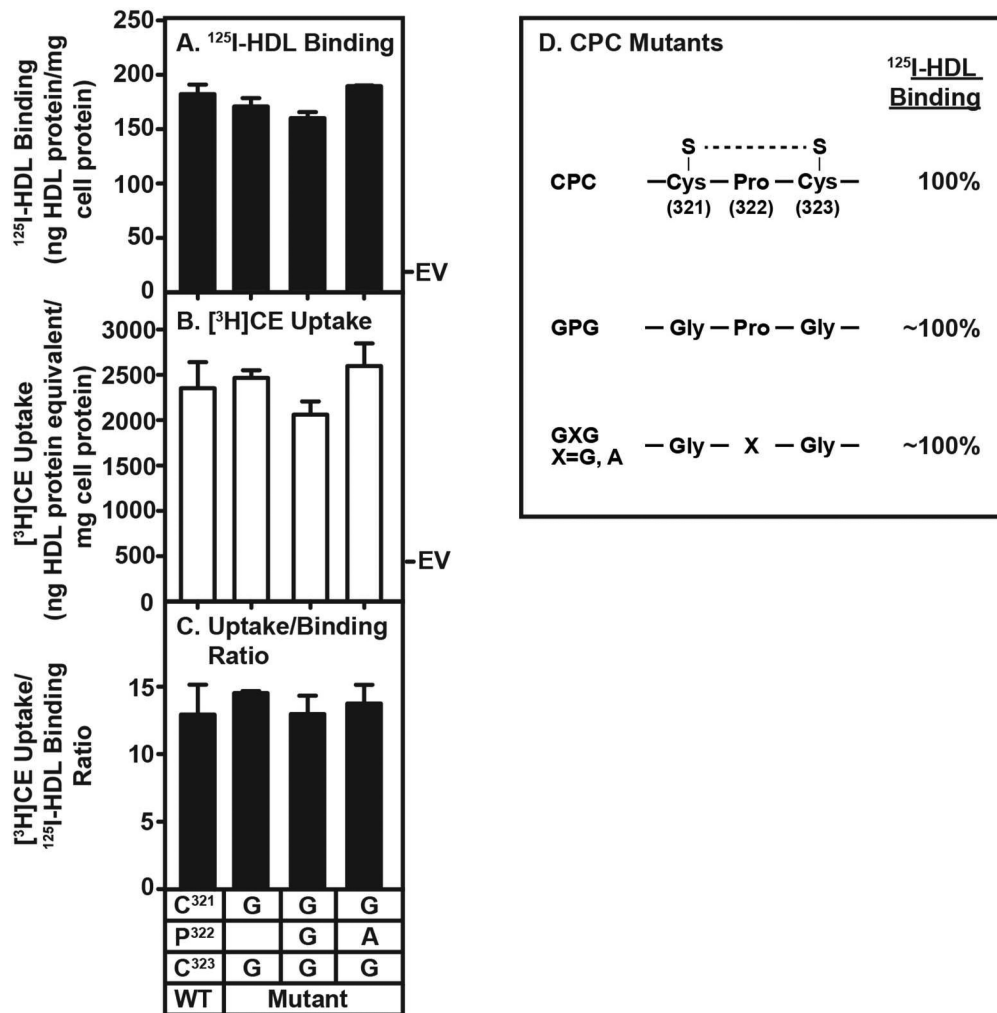 A. ¹²⁵I-HDL Binding
¹²⁵I-HDL Binding
(ng HDL protein/mg
cell protein)
250
200
150
100
50
0
EV
B. [³H]CE Uptake
[³H]CE Uptake
(ng HDL protein equivalent/
mg cell protein)
3000
2500
2000
1500
1000
500
0
EV
C. Uptake/Binding
Ratio
[³H]CE Uptake/
¹²⁵I-HDL Binding
Ratio
15
10
5
0
C³²¹ G G G
P³²² G A
C³²³ G G G
WT Mutant
D. CPC Mutants
¹²⁵I-HDL
Binding
S S
CPC Cys Pro Cys 100%
(321) (322) (323)
GPG Gly Pro Gly ~100%
GXG
X=G, A Gly X Gly ~100%